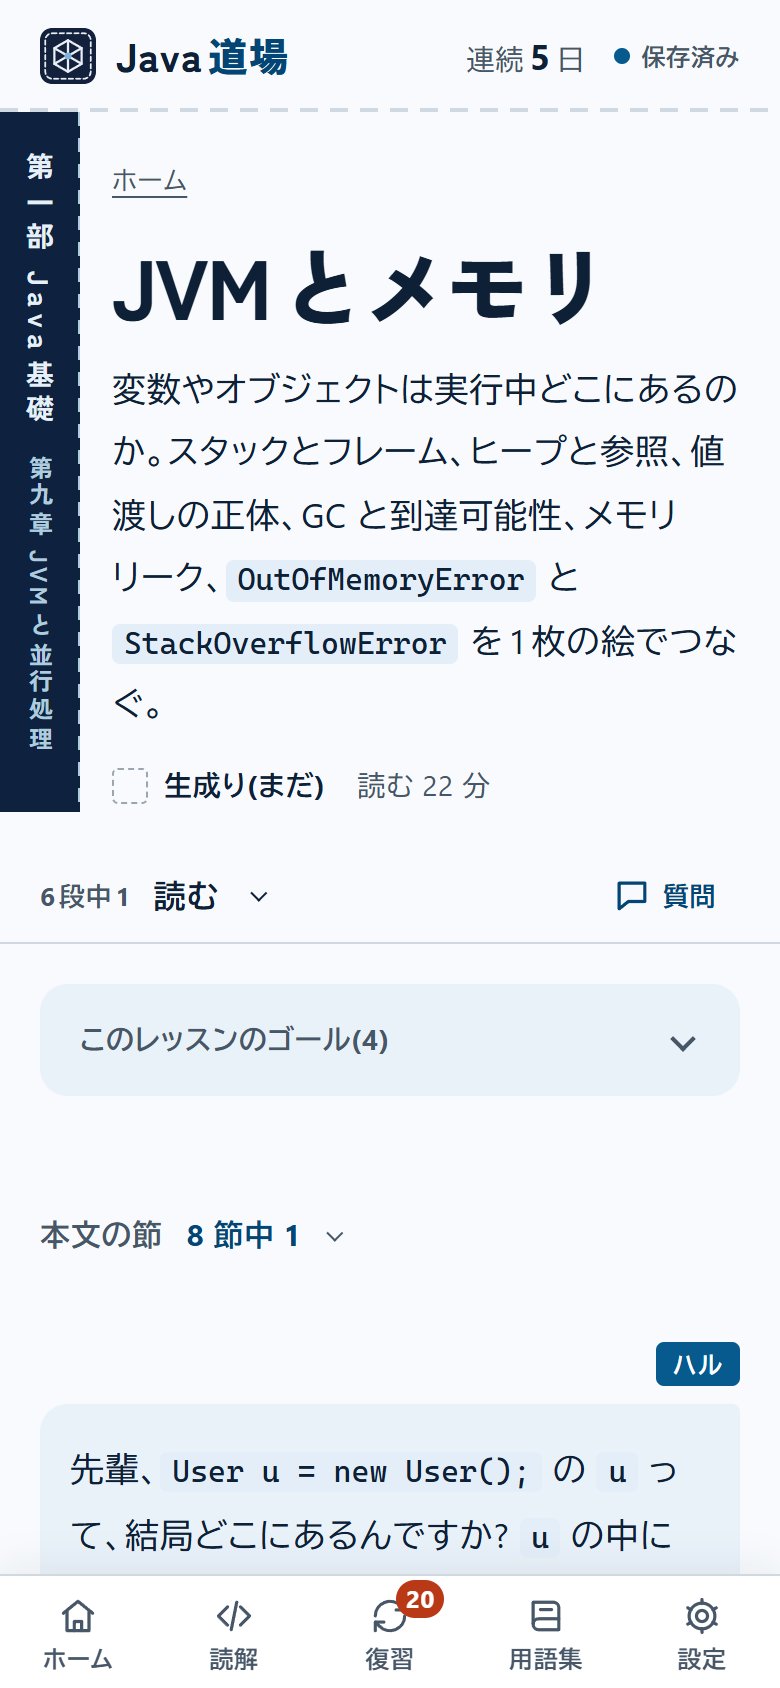 Java 道場
連続 5 日
保存済み
第一部 Java 基礎 第九章 JVM と並行処理
ホーム
JVM とメモリ
変数やオブジェクトは実行中どこにあるの
か。スタックとフレーム、ヒープと参照、値
渡しの正体、GC と到達可能性、メモリ
リーク、OutOfMemoryError と
StackOverflowError を 1 枚の絵でつな
ぐ。
生成り(まだ) 読む 22 分
6 段中 1 読む
質問
このレッスンのゴール(4)
本文の節 8 節中 1
ハル
先輩、User u = new User(); の u っ
て、結局どこにあるんですか? u の中に
20
ホーム 読解 復習 用語集 設定